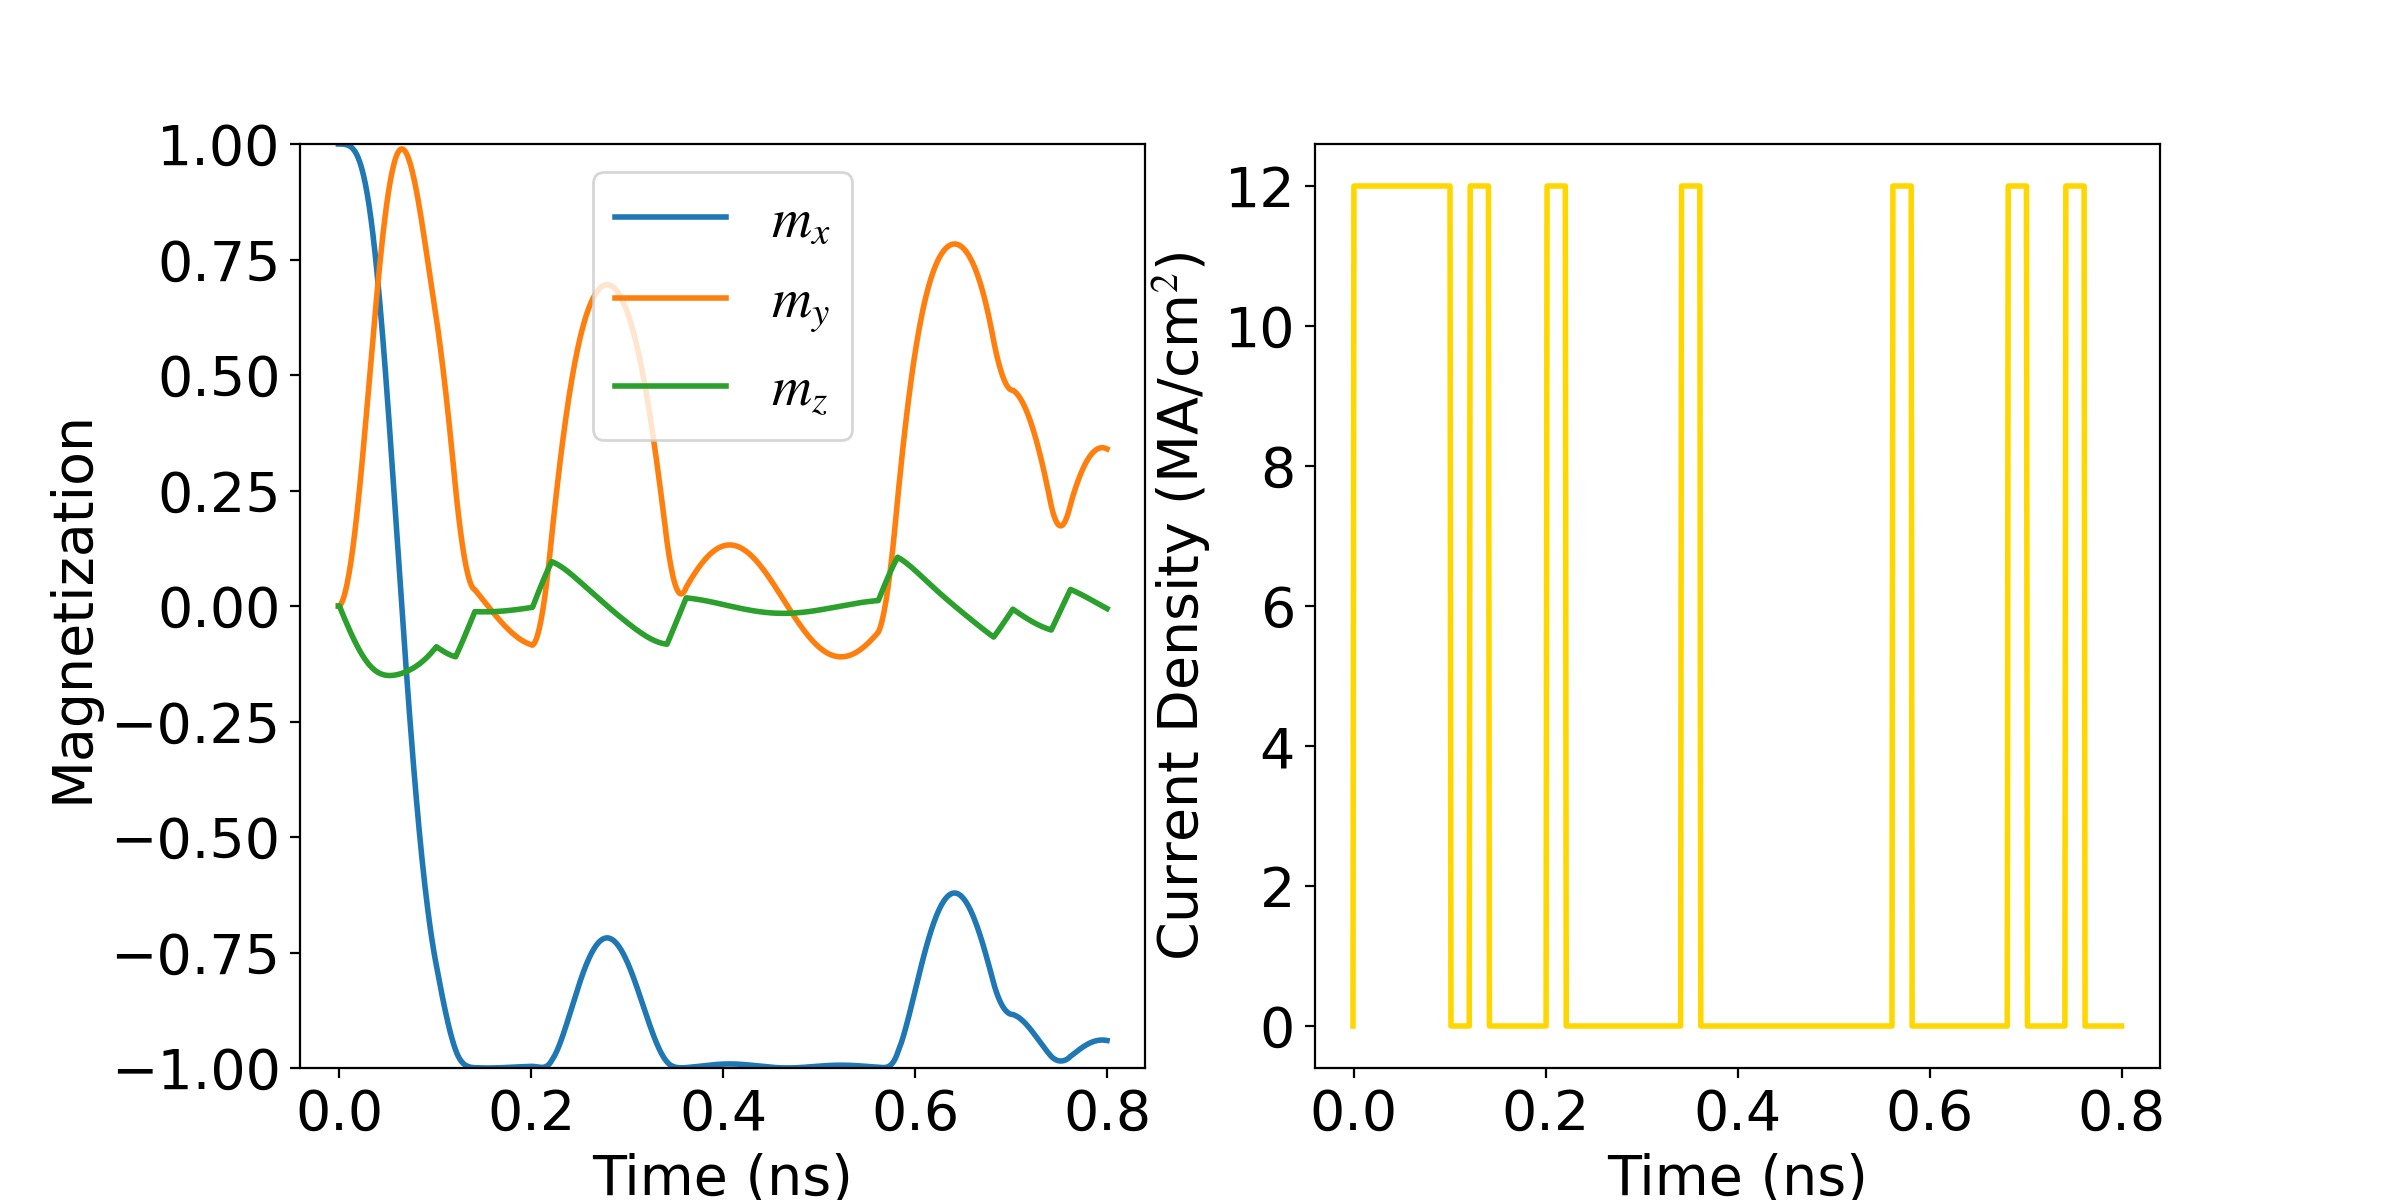 1.00
0.75
0.50
0.25
0.00
−0.25
−0.50
−0.75
−1.00
Magnetization
m_x
m_y
m_z
0.0 0.2 0.4 0.6 0.8
Time (ns)
12
10
8
6
4
2
0
Current Density (MA/cm²)
0.0 0.2 0.4 0.6 0.8
Time (ns)